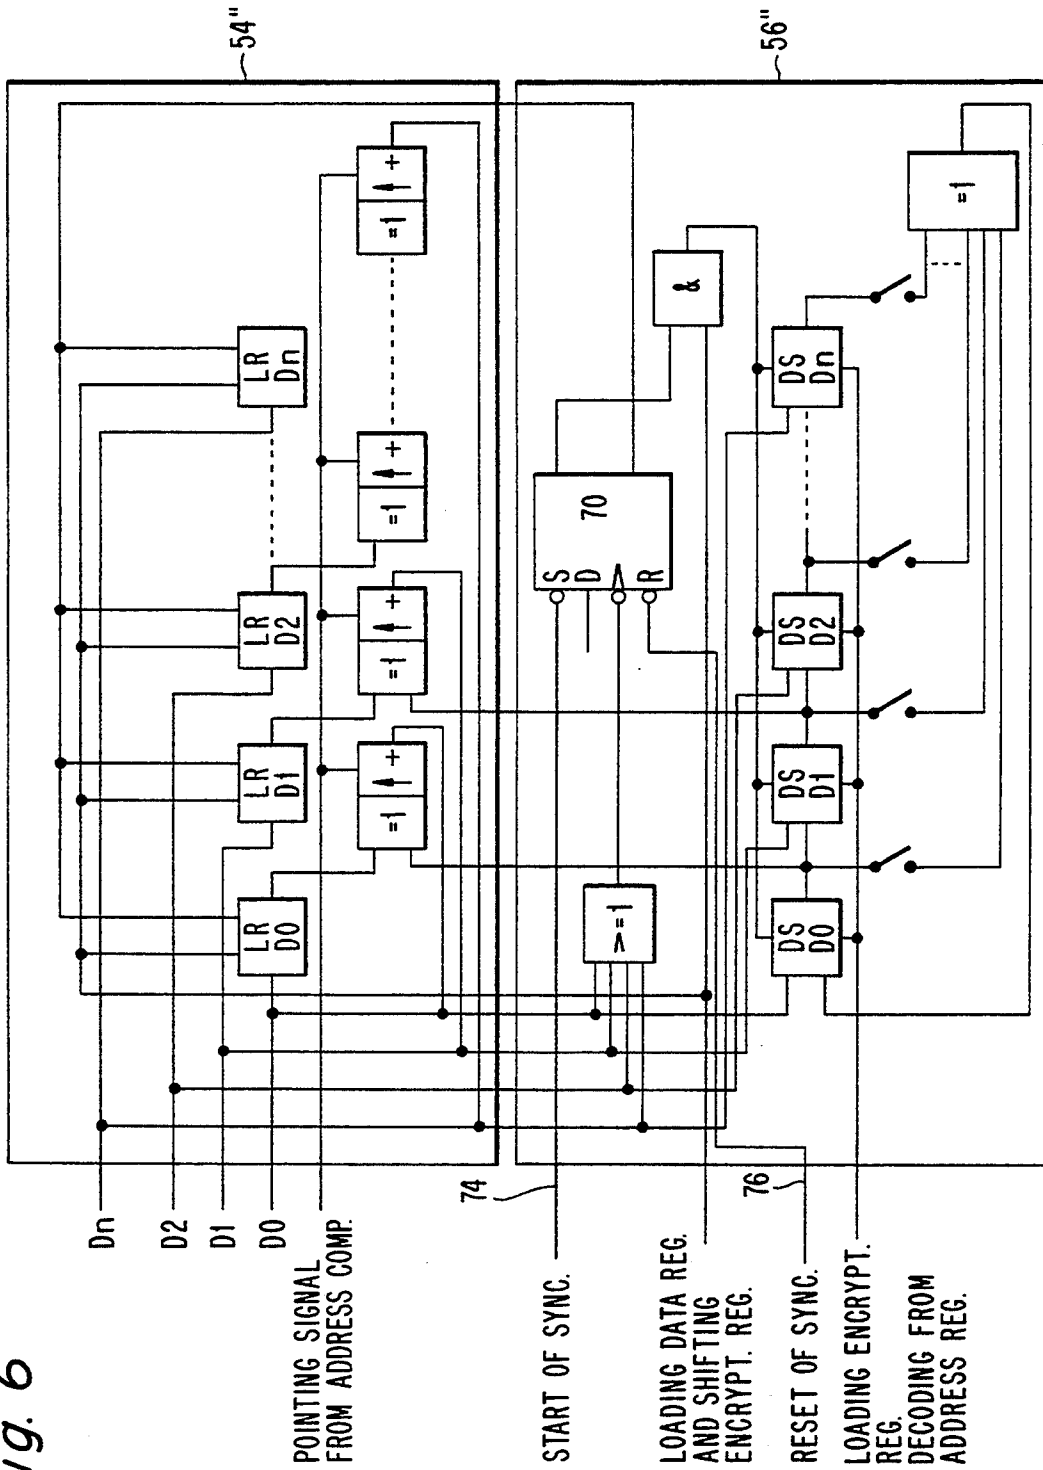 Fig. 6
54"
LR Dn
LR D2
LR D1
LR D0
=1 +
=1 +
=1 +
=1 +
Dn
D2
D1
D0
POINTING SIGNAL
FROM ADDRESS COMP.
56"
=1
&
70
S
D
R
>=1
DS Dn
DS D2
DS D1
DS D0
74
START OF SYNC.
LOADING DATA REG.
AND SHIFTING
ENCRYPT. REG.
76
RESET OF SYNC.
LOADING ENCRYPT.
REG.
DECODING FROM
ADDRESS REG.